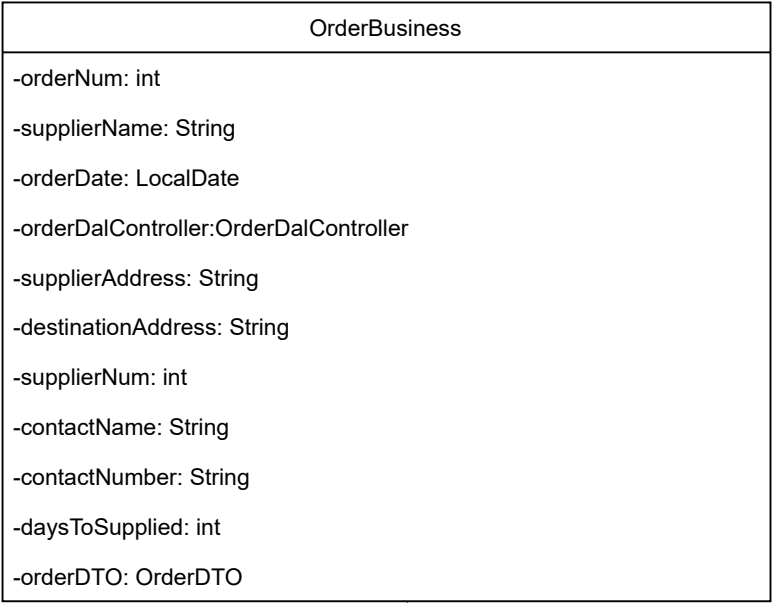 OrderBusiness
-orderNum: int
-supplierName: String
-orderDate: LocalDate
-orderDalController:OrderDalController
-supplierAddress: String
-destinationAddress: String
-supplierNum: int
-contactName: String
-contactNumber: String
-daysToSupplied: int
-orderDTO: OrderDTO